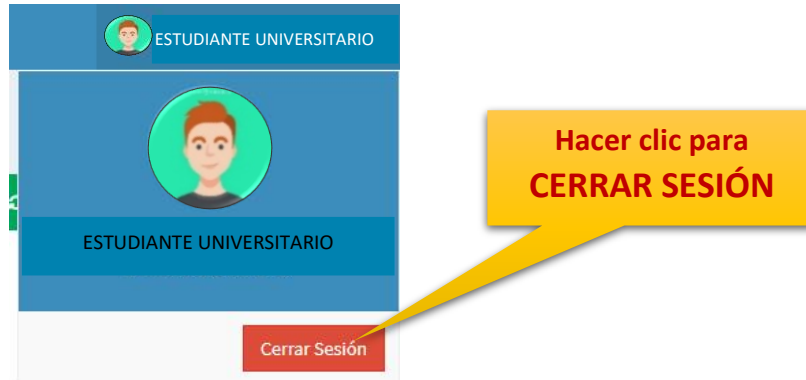 ESTUDIANTE UNIVERSITARIO
Hacer clic para
CERRAR SESIÓN
ESTUDIANTE UNIVERSITARIO
Cerrar Sesión